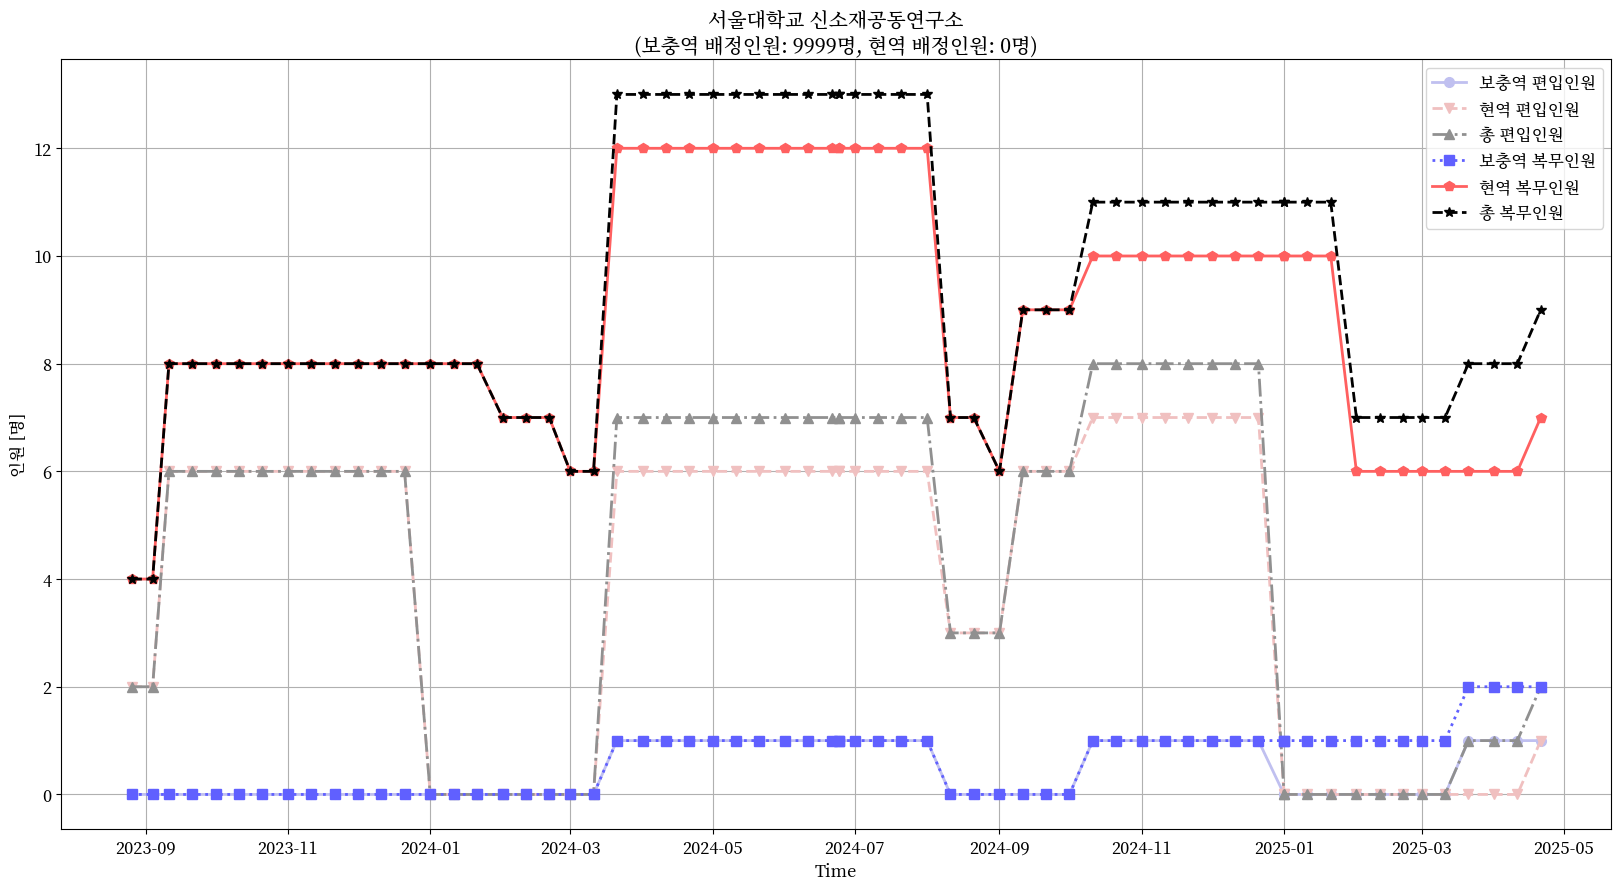 서울대학교 신소재공동연구소
(보충역 배정인원: 9999명, 현역 배정인원: 0명)
보충역 편입인원
현역 편입인원
총 편입인원
보충역 복무인원
현역 복무인원
총 복무인원
인원 [명]
12
10
8
6
4
2
0
2023-09
2023-11
2024-01
2024-03
2024-05
2024-07
2024-09
2024-11
2025-01
2025-03
2025-05
Time